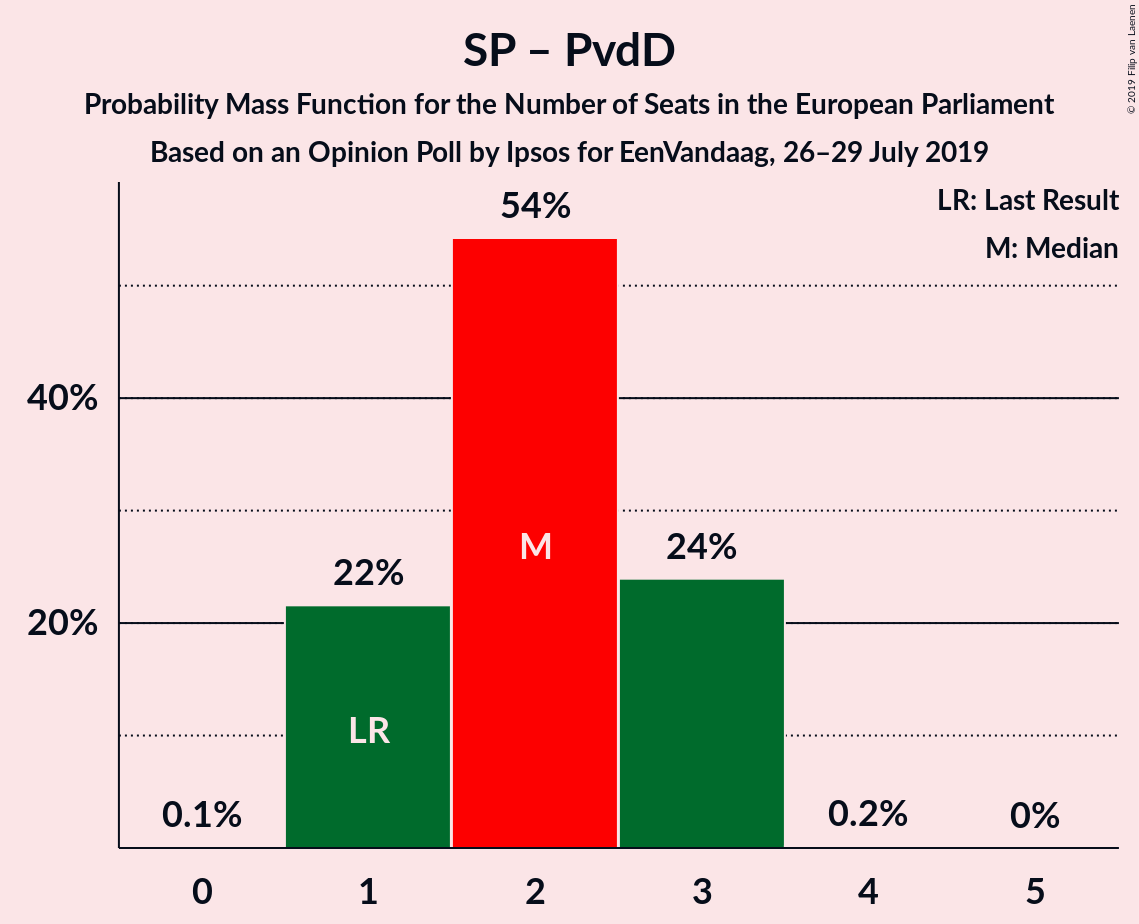 SP – PvdD
Probability Mass Function for the Number of Seats in the European Parliament
Based on an Opinion Poll by Ipsos for EenVandaag, 26–29 July 2019
© 2019 Filip van Laenen
LR: Last Result
M: Median
54%
40%
M
24%
22%
20%
LR
0.1%
0.2%
0%
0 1 2 3 4 5